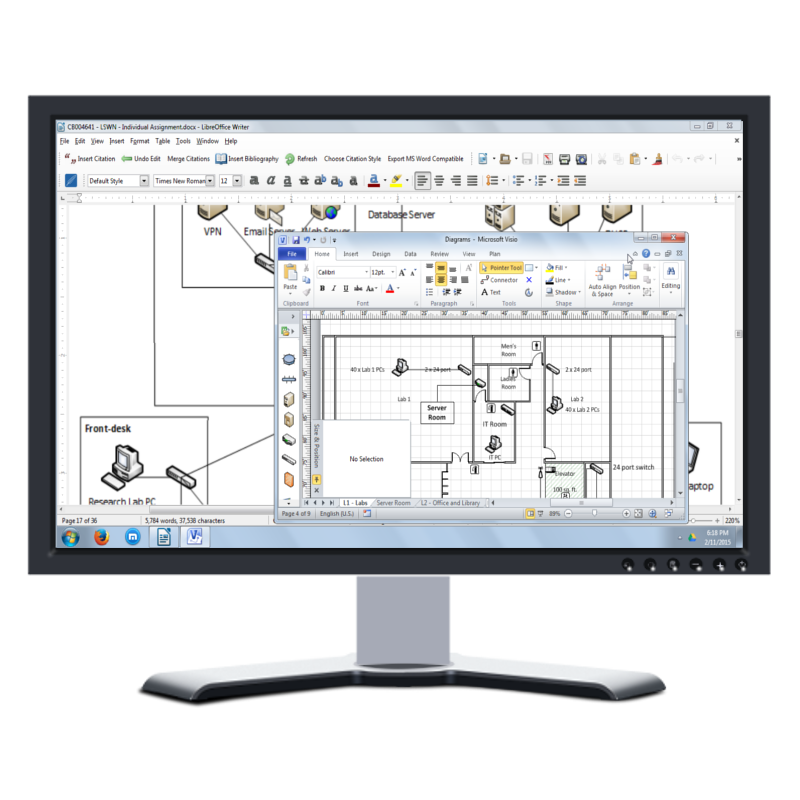 CB004641 - LSWN - Individual Assignment.docx - LibreOffice Writer
File Edit View Insert Format Table Tools Window Help
Insert Citation Undo Edit Merge Citations Insert Bibliography Refresh Choose Citation Style Export MS Word Compatible
Default Style Times New Roman 12
VPN Email Server Web Server Database Server
Diagrams - Microsoft Visio
File Home Insert Design Data Review View Plan
Paste Calibri 12pt. Pointer Tool Fill
Connector Line
B I U abc Aa A Text Shadow
Auto Align & Space Position Editing
Clipboard Font Paragraph Tools Shape Arrange
Men's Room
40 x Lab 1 PCs 2 x 24 port 2 x 24 port
Ladies Room
Lab 1 Lab 2
Server Room 40 x Lab 2 PCs
IT Room
IT PC
Front-desk
Size & Position
No Selection
Elevator 24 port switch
100 sq. ft.
Research Lab PC aptop
L1 - Labs Server Room L2 - Office and Library
Page 4 of 9 English (U.S.) 89%
Page 17 of 36 5,784 words, 37,538 characters 220%
6:18 PM
2/11/2015